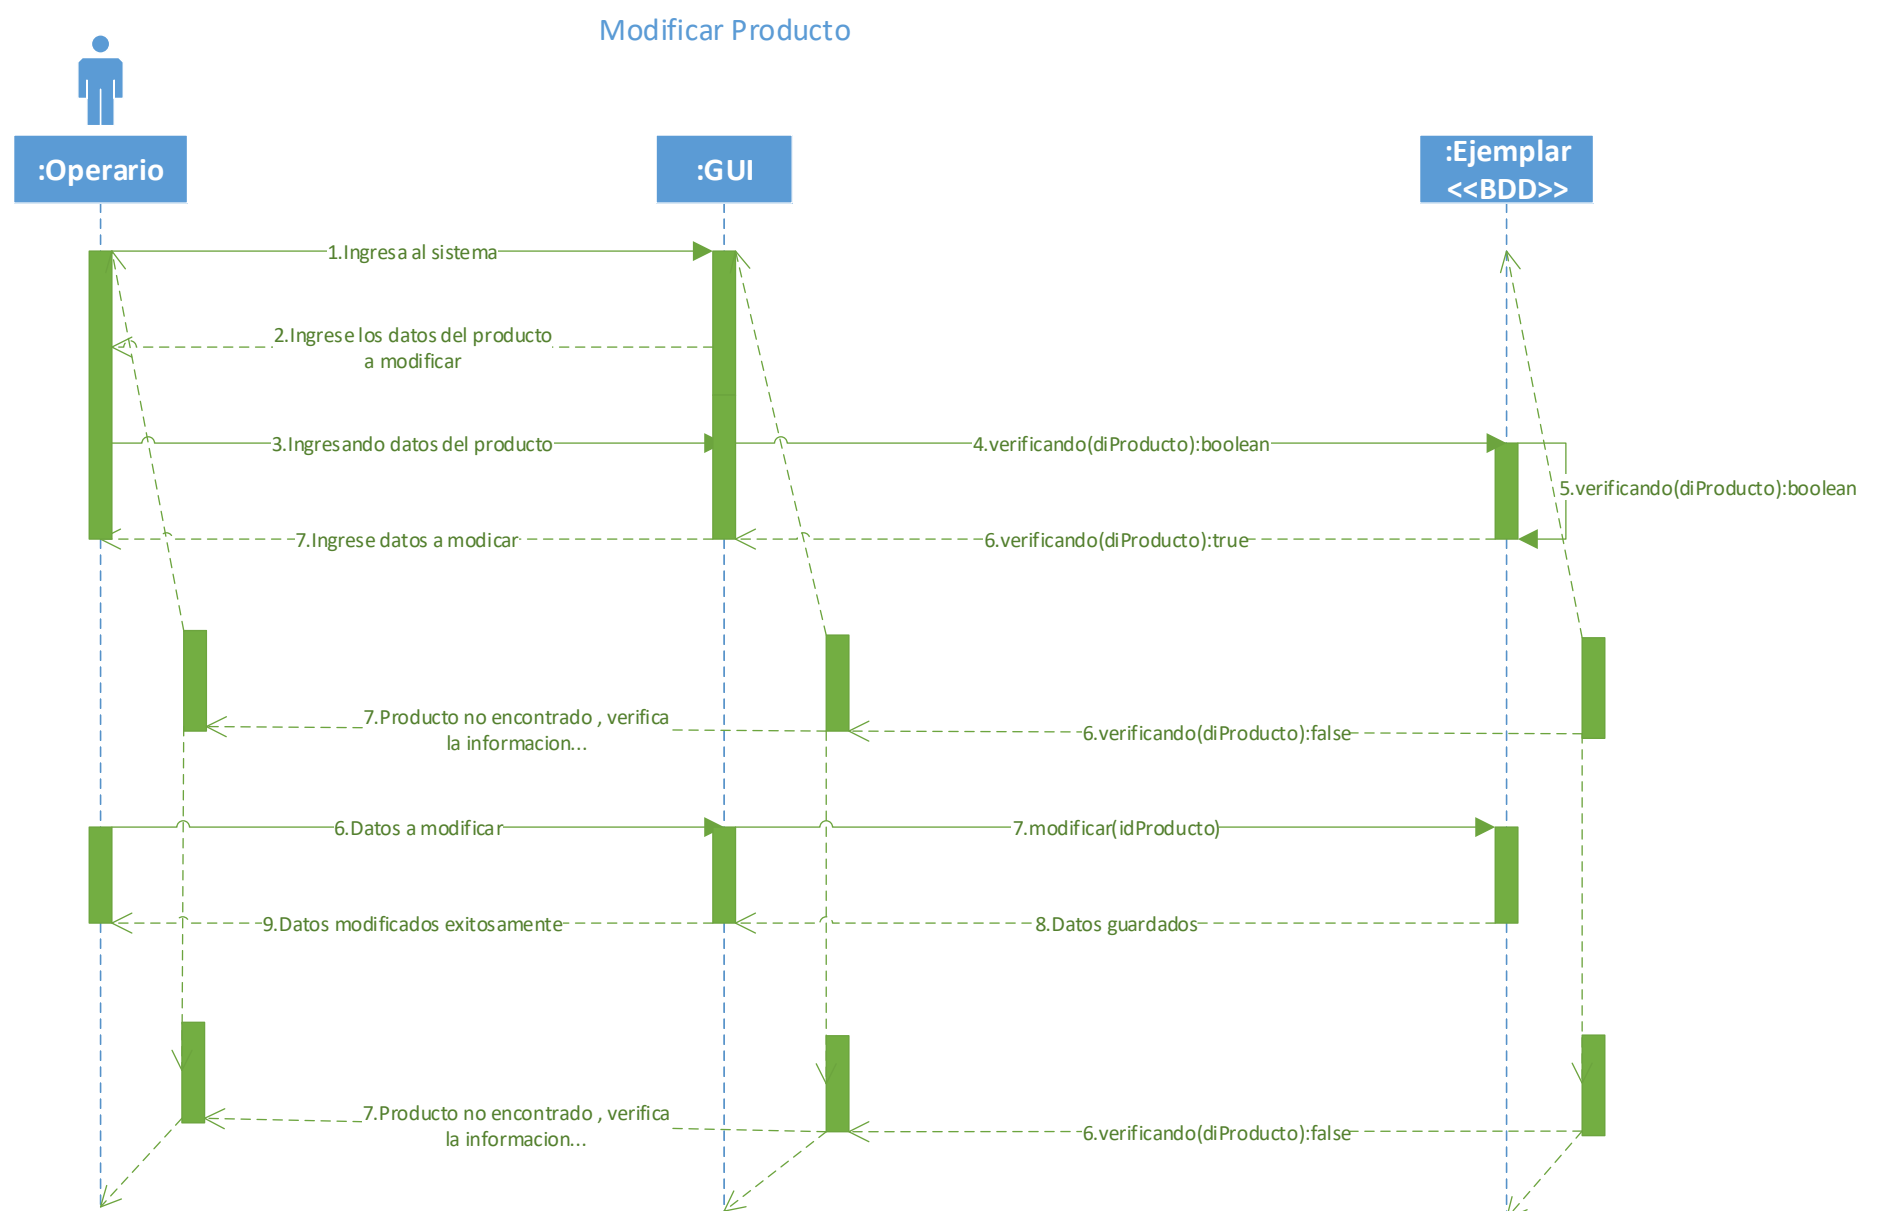 Modificar Producto
:Operario
:GUI
:Ejemplar
<<BDD>>
1.Ingresa al sistema
2.Ingrese los datos del producto
a modificar
3.Ingresando datos del producto
4.verificando(diProducto):boolean
5.verificando(diProducto):boolean
7.Ingrese datos a modicar
6.verificando(diProducto):true
7.Producto no encontrado , verifica
la informacion...
6.verificando(diProducto):false
6.Datos a modificar
7.modificar(idProducto)
9.Datos modificados exitosamente
8.Datos guardados
7.Producto no encontrado , verifica
la informacion...
6.verificando(diProducto):false